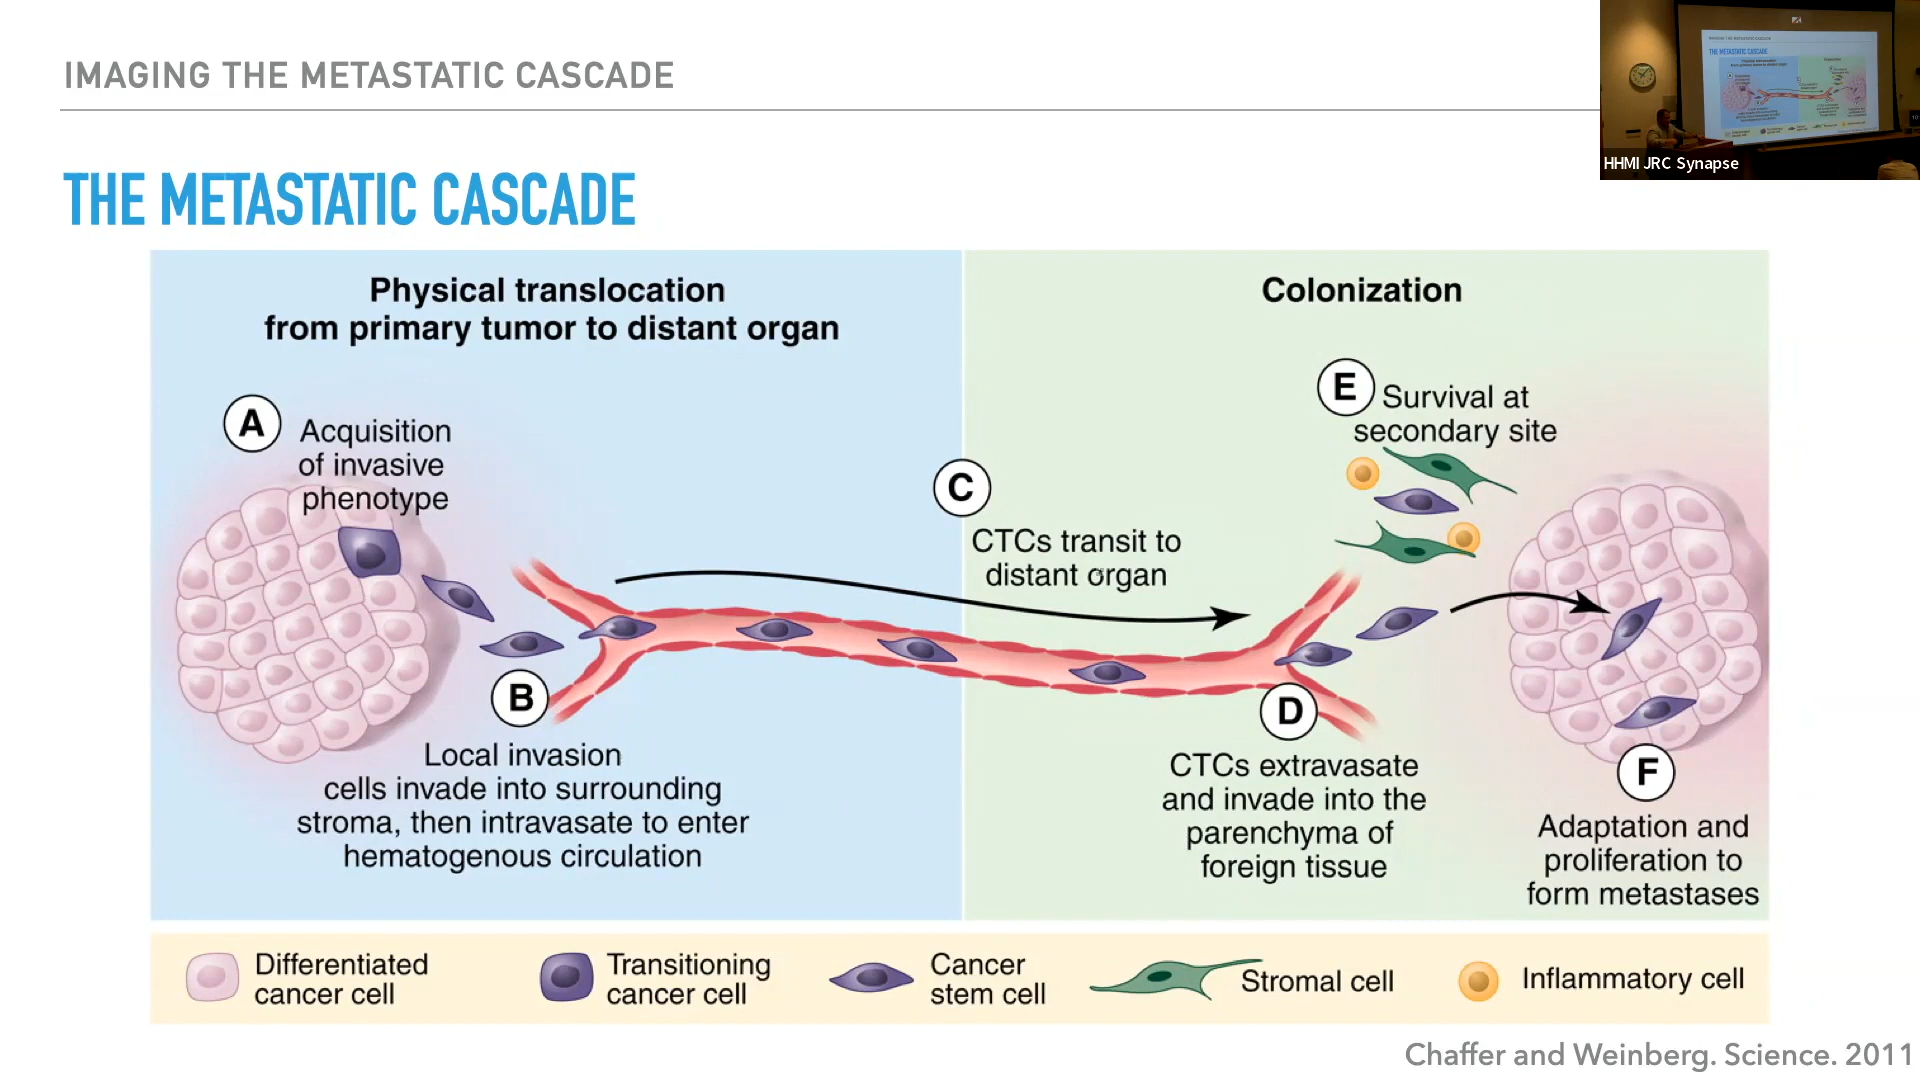 IMAGING THE METASTATIC CASCADE
HHMI JRC Synapse
THE METASTATIC CASCADE
Physical translocation
from primary tumor to distant organ
Colonization
A
Acquisition
of invasive
phenotype
B
Local invasion
cells invade into surrounding
stroma, then intravasate to enter
hematogenous circulation
C
CTCs transit to
distant organ
D
CTCs extravasate
and invade into the
parenchyma of
foreign tissue
E
Survival at
secondary site
F
Adaptation and
proliferation to
form metastases
Differentiated
cancer cell
Transitioning
cancer cell
Cancer
stem cell
Stromal cell
Inflammatory cell
Chaffer and Weinberg. Science. 2011